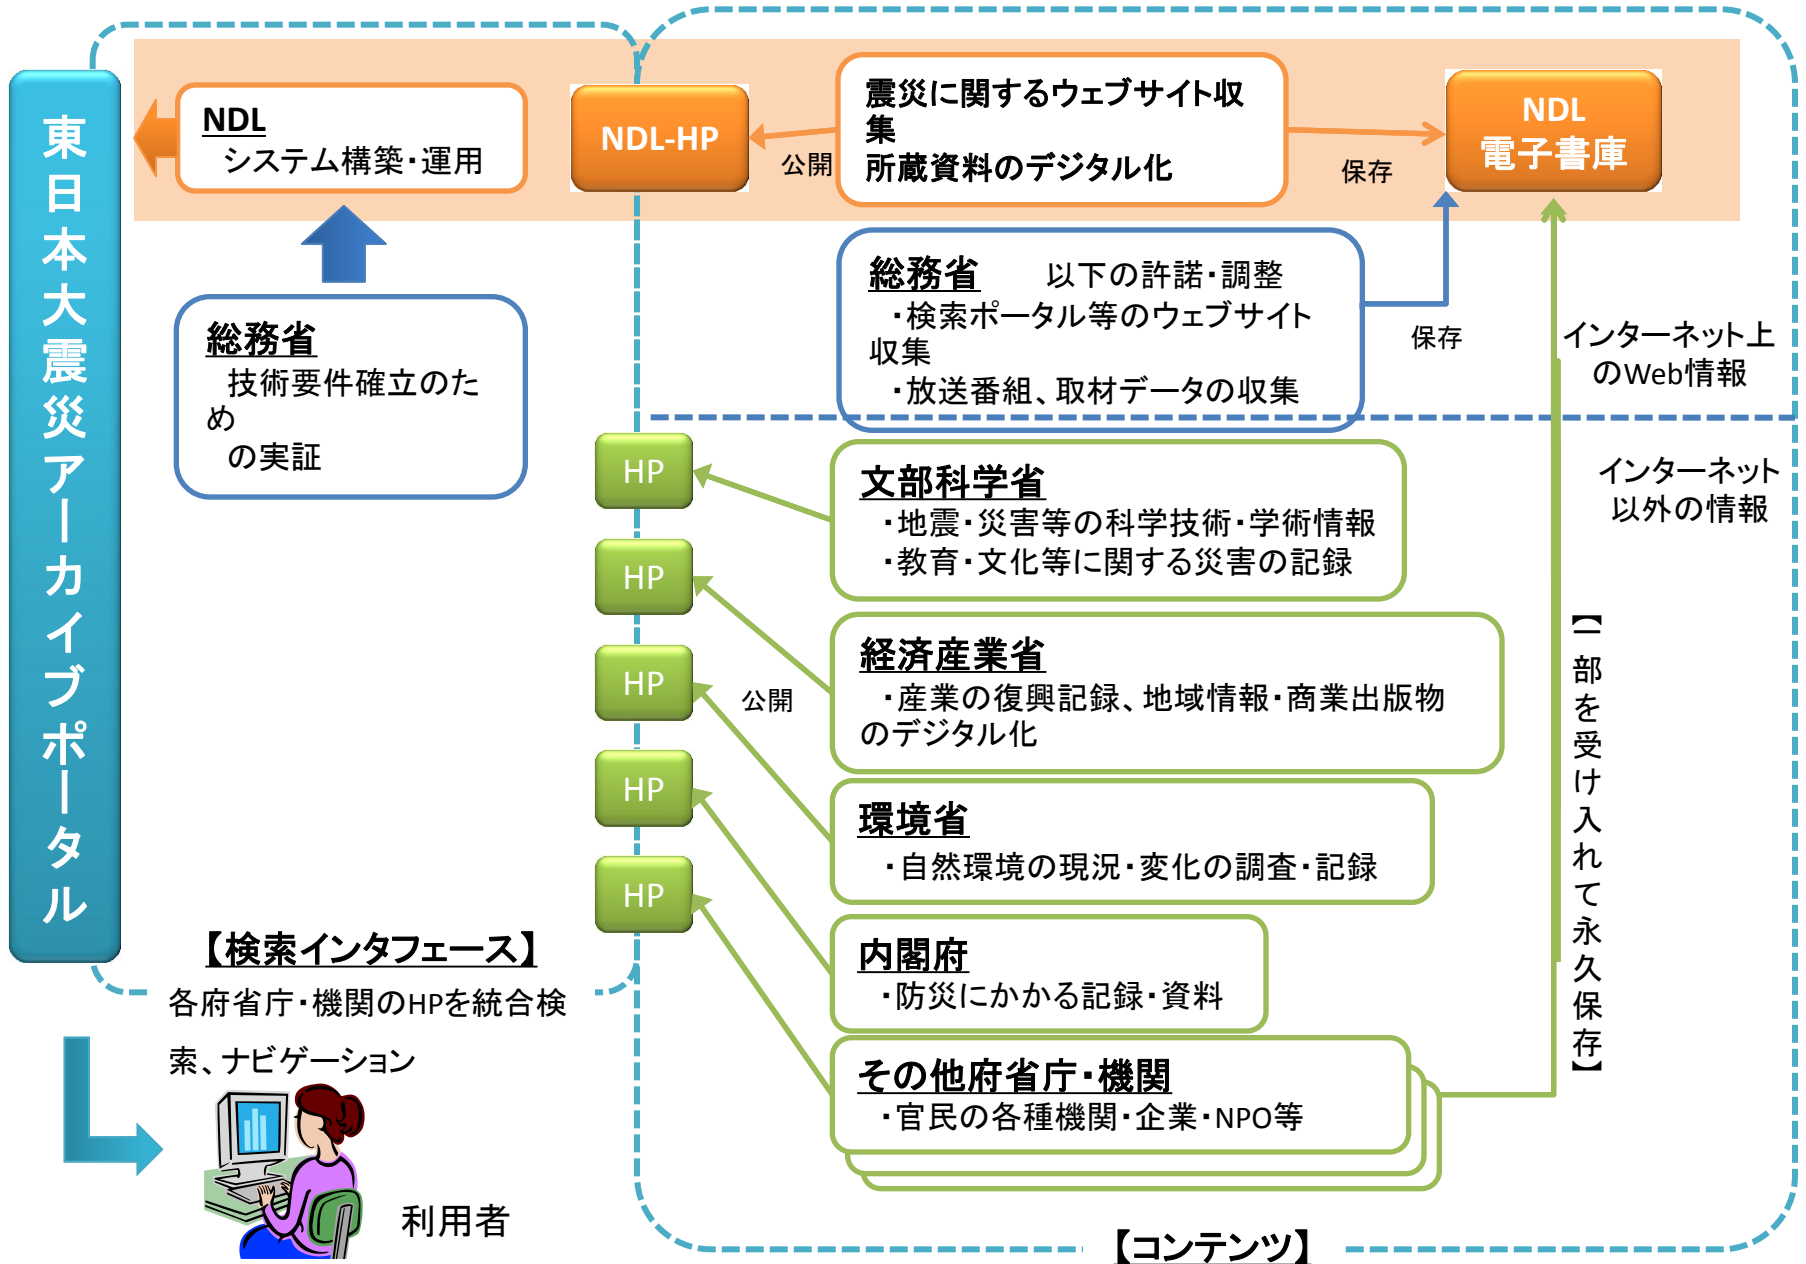 東日本大震災アーカイブポータル
NDL
システム構築・運用
総務省
技術要件確立のた
め
の実証
【検索インタフェース】
各府省庁・機関のHPを統合検
索、ナビゲーション
利用者
NDL-HP
公開
震災に関するウェブサイト収
集
所蔵資料のデジタル化
保存
NDL
電子書庫
総務省　以下の許諾・調整
・検索ポータル等のウェブサイト
収集
・放送番組、取材データの収集
保存
インターネット上
のWeb情報
インターネット
以外の情報
HP
HP
HP
HP
HP
公開
文部科学省
・地震・災害等の科学技術・学術情報
・教育・文化等に関する災害の記録
経済産業省
・産業の復興記録、地域情報・商業出版物
のデジタル化
環境省
・自然環境の現況・変化の調査・記録
内閣府
・防災にかかる記録・資料
その他府省庁・機関
・官民の各種機関・企業・NPO等
【一部を受け入れて永久保存】
【コンテンツ】